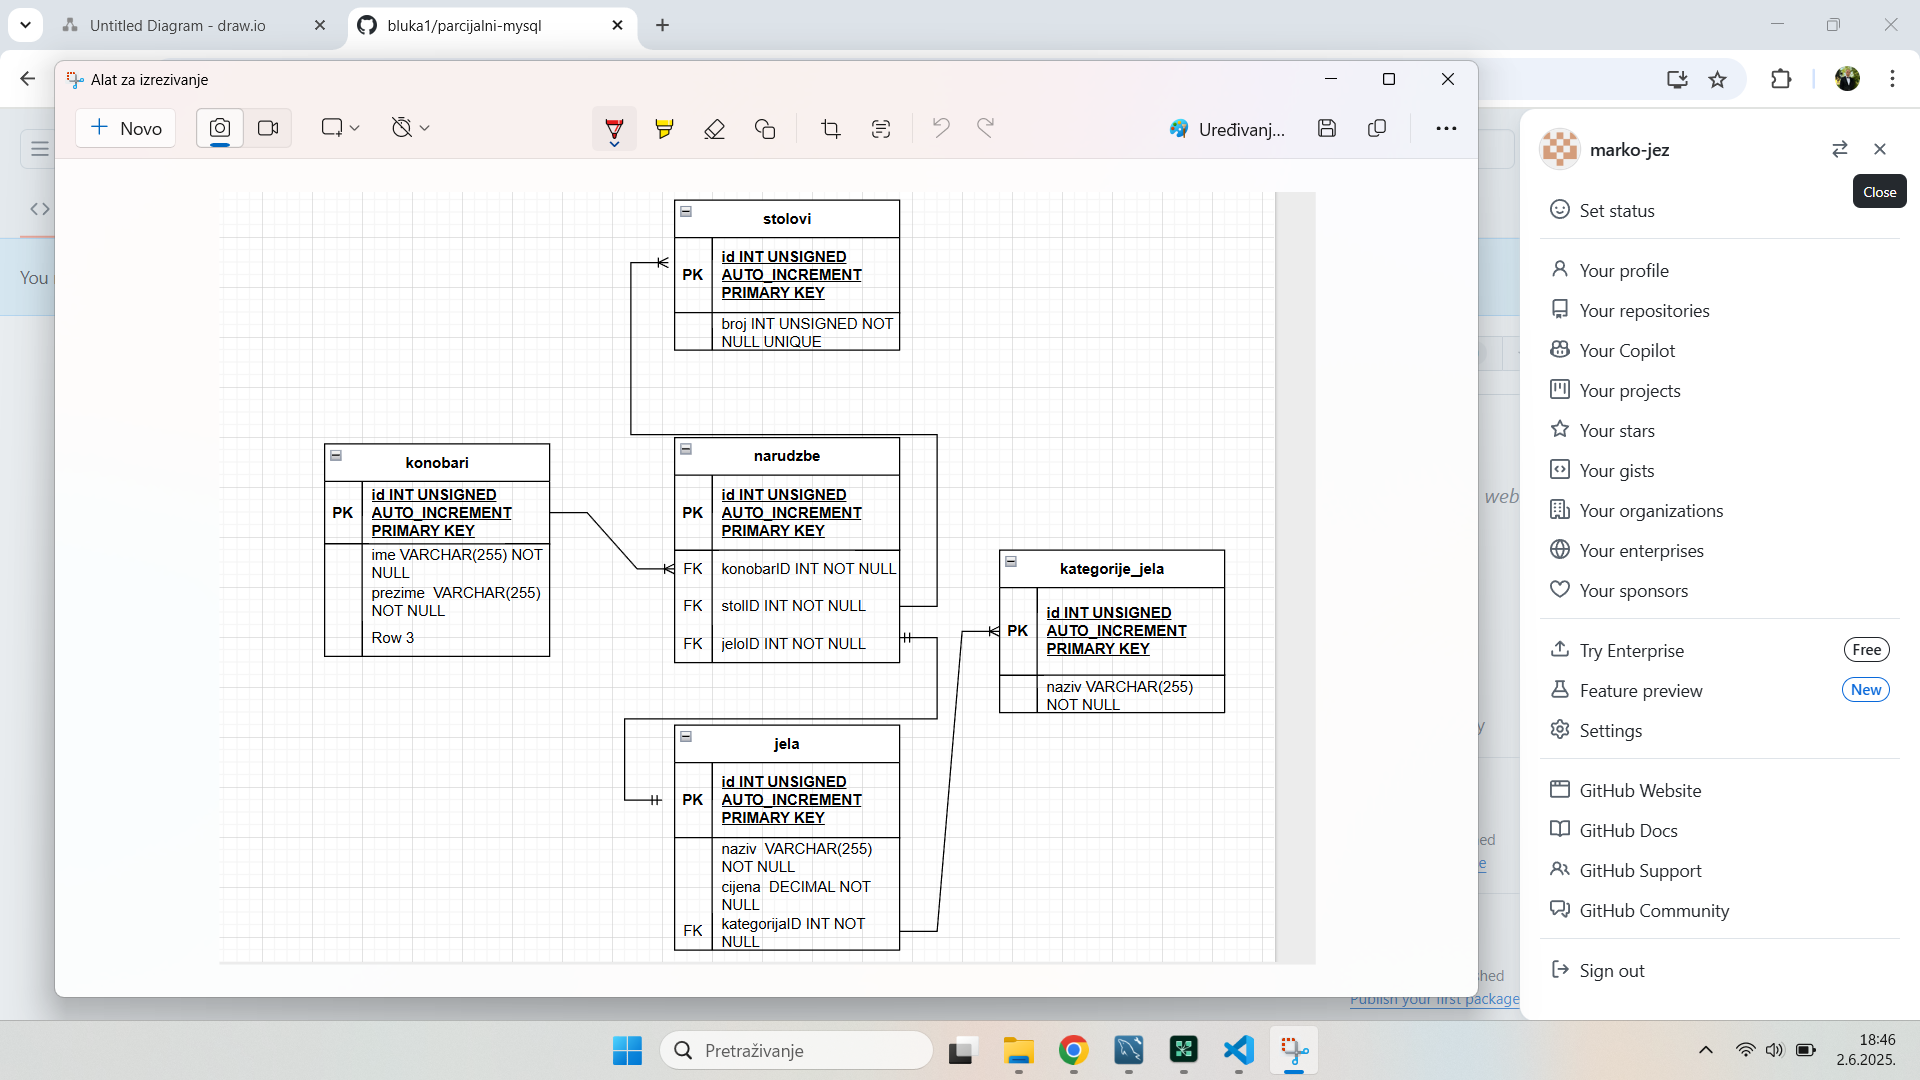 Untitled Diagram - draw.io
bluka1/parcijalni-mysql
Alat za izrezivanje
Novo
Uređivanj...
stolovi
PK
id INT UNSIGNED
AUTO_INCREMENT
PRIMARY KEY
broj INT UNSIGNED NOT
NULL UNIQUE
konobari
PK
id INT UNSIGNED
AUTO_INCREMENT
PRIMARY KEY
ime VARCHAR(255) NOT
NULL
prezime VARCHAR(255)
NOT NULL
Row 3
narudzbe
PK
id INT UNSIGNED
AUTO_INCREMENT
PRIMARY KEY
FK konobarID INT NOT NULL
FK stolID INT NOT NULL
FK jeloID INT NOT NULL
kategorije_jela
PK
id INT UNSIGNED
AUTO_INCREMENT
PRIMARY KEY
naziv VARCHAR(255)
NOT NULL
jela
PK
id INT UNSIGNED
AUTO_INCREMENT
PRIMARY KEY
naziv VARCHAR(255)
NOT NULL
cijena DECIMAL NOT
NULL
FK
kategorijaID INT NOT
NULL
You
web
Publish your first package
marko-jez
Close
Set status
Your profile
Your repositories
Your Copilot
Your projects
Your stars
Your gists
Your organizations
Your enterprises
Your sponsors
Try Enterprise Free
Feature preview New
Settings
GitHub Website
GitHub Docs
GitHub Support
GitHub Community
Sign out
Pretraživanje
18:46
2.6.2025.